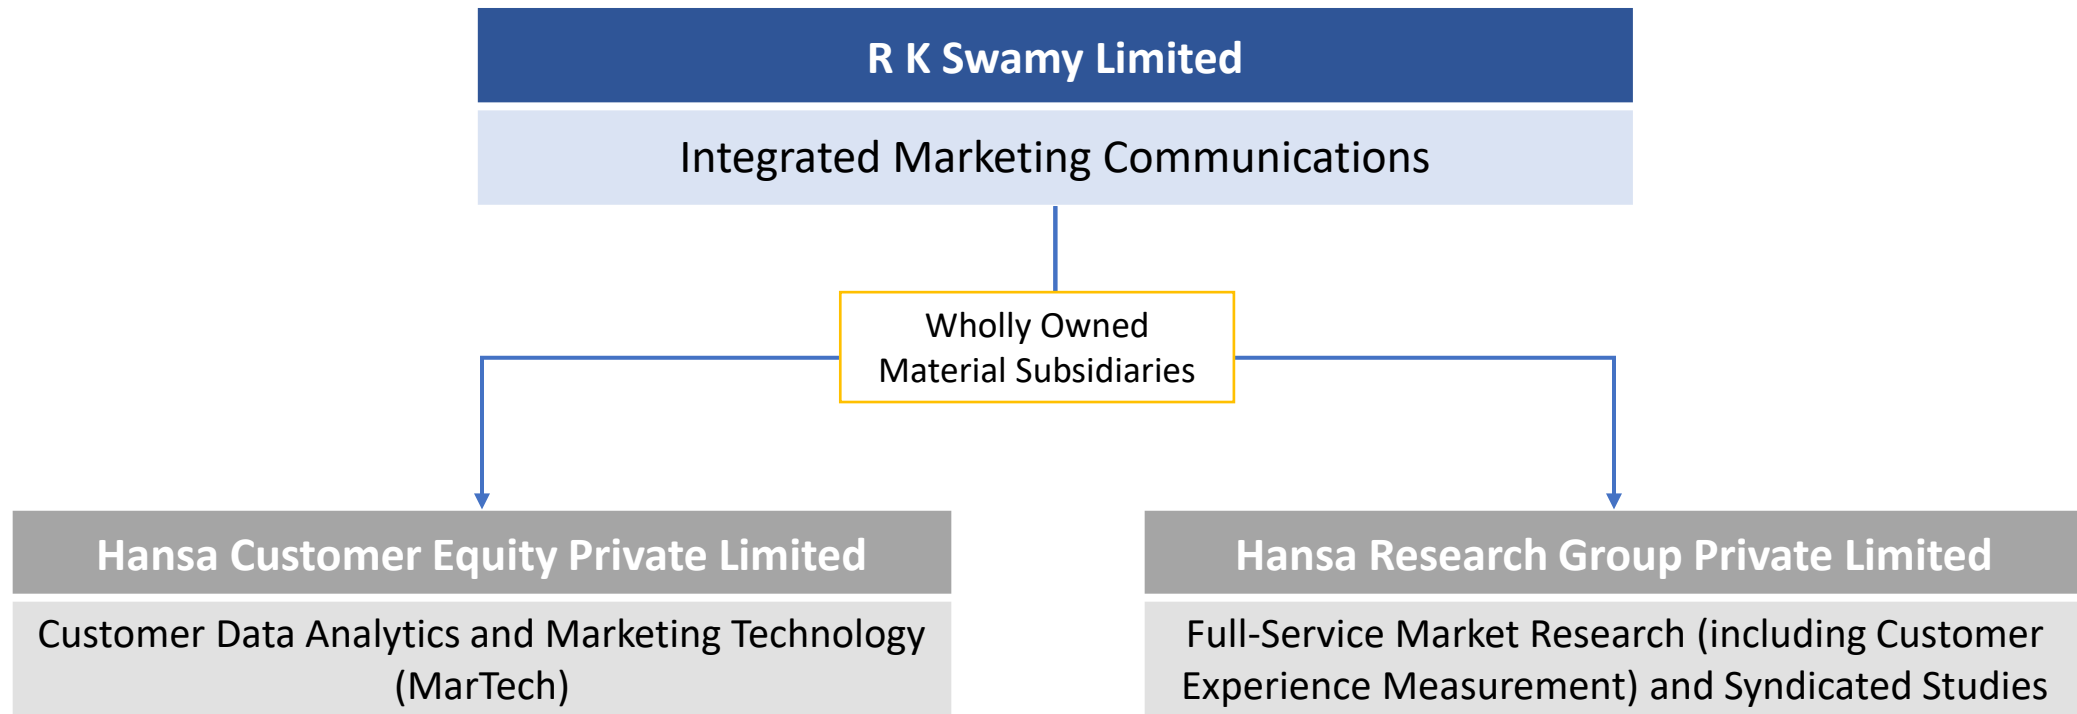 R K Swamy Limited
Integrated Marketing Communications
Wholly Owned
Material Subsidiaries
Hansa Customer Equity Private Limited
Customer Data Analytics and Marketing Technology
(MarTech)
Hansa Research Group Private Limited
Full-Service Market Research (including Customer
Experience Measurement) and Syndicated Studies